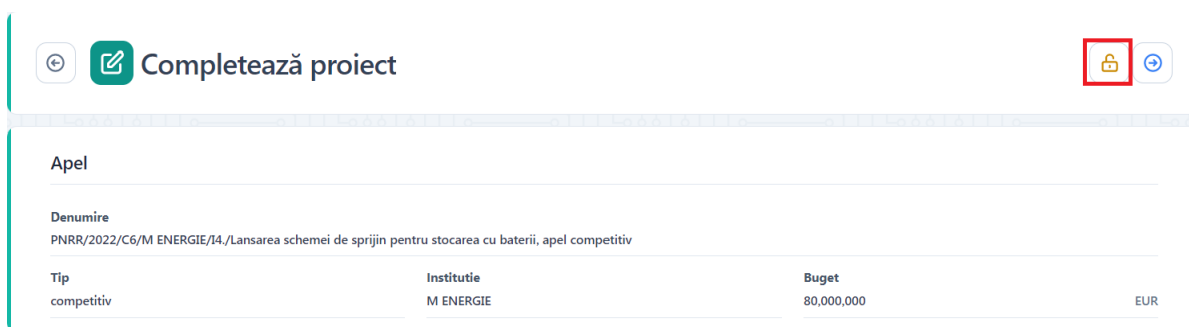 Completează proiect
Apel
Denumire
PNRR/2022/C6/M ENERGIE/I4./Lansarea schemei de sprijin pentru stocarea cu baterii, apel competitiv
Tip Institutie Buget
competitiv M ENERGIE 80,000,000 EUR